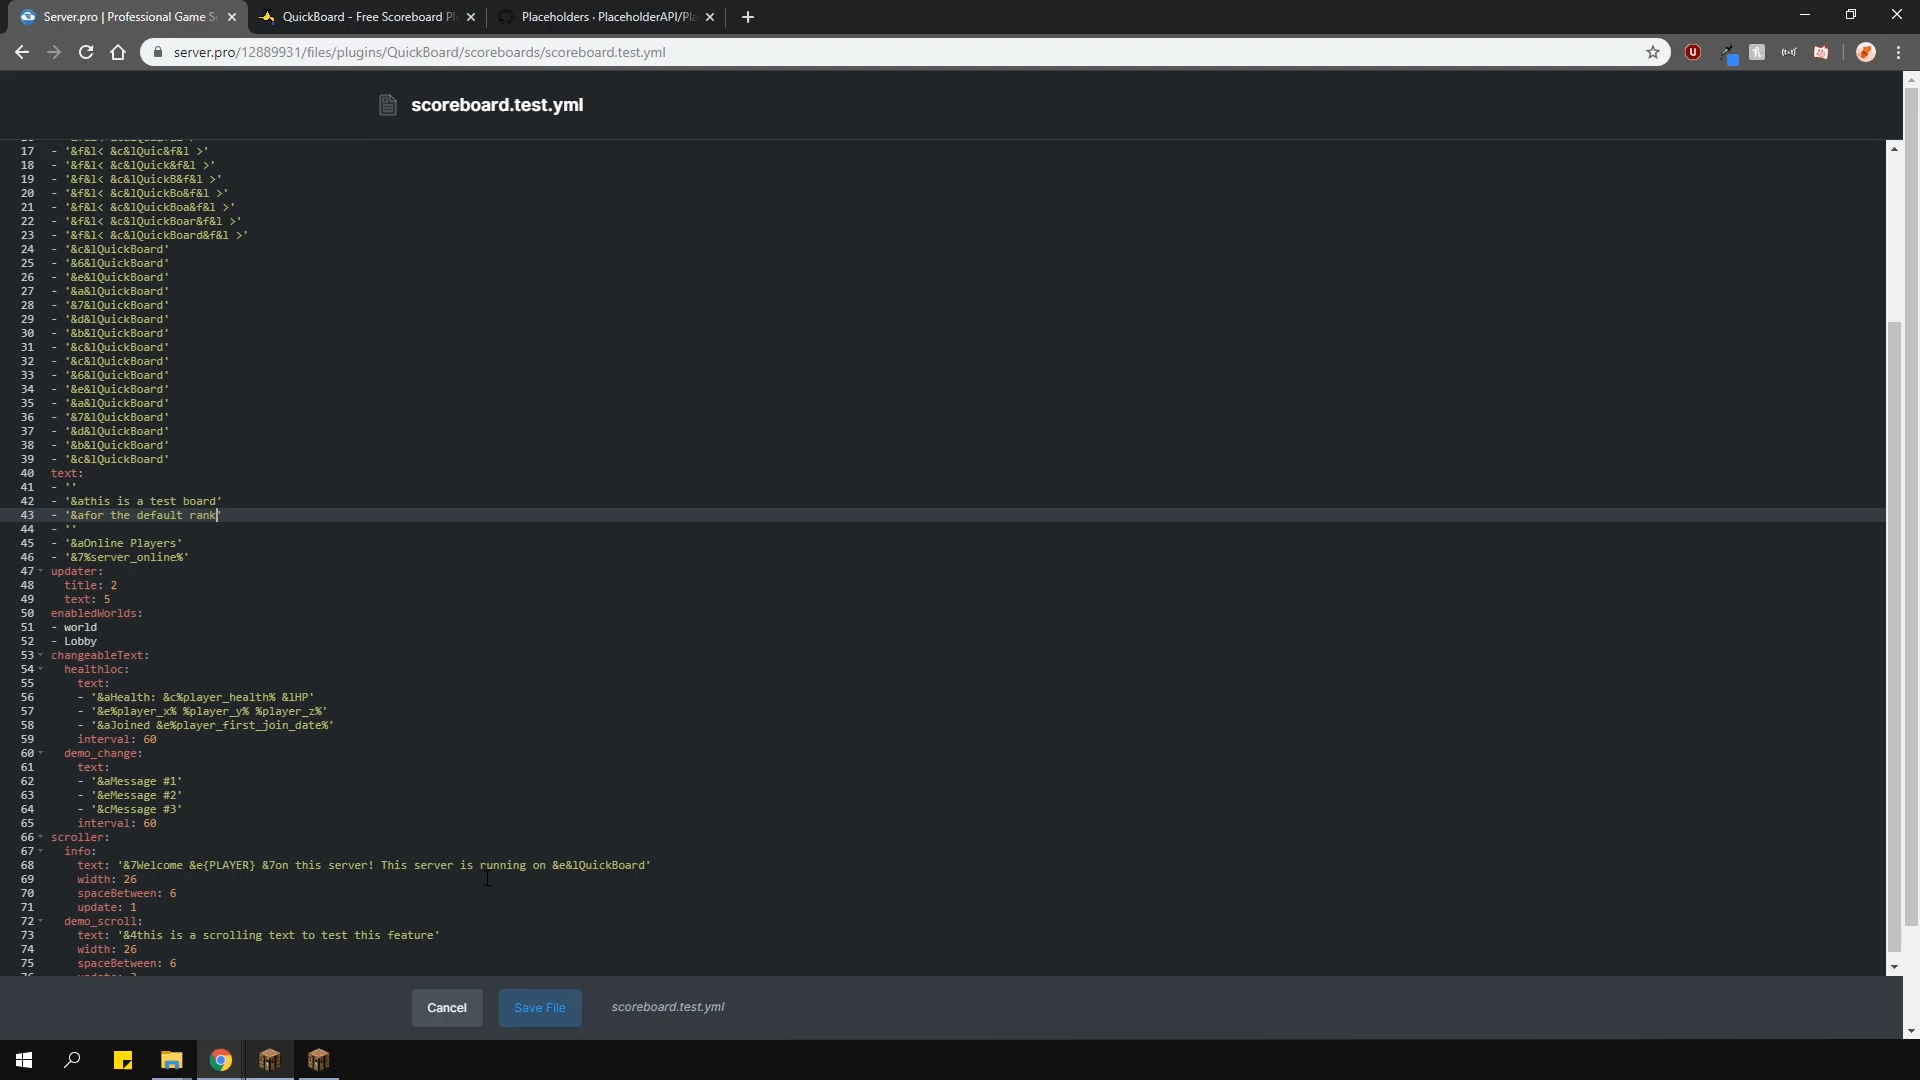 Server.pro | Professional Game S
QuickBoard - Free Scoreboard Pl
Placeholders · PlaceholderAPI/Pla
server.pro/12889931/files/plugins/QuickBoard/scoreboards/scoreboard.test.yml
scoreboard.test.yml
17 - '&f&l< &c&lQuic&f&l >'
18 - '&f&l< &c&lQuick&f&l >'
19 - '&f&l< &c&lQuickB&f&l >'
20 - '&f&l< &c&lQuickBo&f&l >'
21 - '&f&l< &c&lQuickBoa&f&l >'
22 - '&f&l< &c&lQuickBoar&f&l >'
23 - '&f&l< &c&lQuickBoard&f&l >'
24 - '&c&lQuickBoard'
25 - '&6&lQuickBoard'
26 - '&e&lQuickBoard'
27 - '&a&lQuickBoard'
28 - '&7&lQuickBoard'
29 - '&d&lQuickBoard'
30 - '&b&lQuickBoard'
31 - '&c&lQuickBoard'
32 - '&c&lQuickBoard'
33 - '&6&lQuickBoard'
34 - '&e&lQuickBoard'
35 - '&a&lQuickBoard'
36 - '&7&lQuickBoard'
37 - '&d&lQuickBoard'
38 - '&b&lQuickBoard'
39 - '&c&lQuickBoard'
40 text:
41 - ''
42 - '&athis is a test board'
43 - '&afor the default rank'
44 - ''
45 - '&aOnline Players'
46 - '&7%server_online%'
47 updater:
48 title: 2
49 text: 5
50 enabledWorlds:
51 - world
52 - Lobby
53 changeableText:
54 healthloc:
55 text:
56 - '&aHealth: &c%player_health% &lHP'
57 - '&e%player_x% %player_y% %player_z%'
58 - '&aJoined &e%player_first_join_date%'
59 interval: 60
60 demo_change:
61 text:
62 - '&aMessage #1'
63 - '&eMessage #2'
64 - '&cMessage #3'
65 interval: 60
66 scroller:
67 info:
68 text: '&7Welcome &e{PLAYER} &7on this server! This server is running on &e&lQuickBoard'
69 width: 26
70 spaceBetween: 6
71 update: 1
72 demo_scroll:
73 text: '&4this is a scrolling text to test this feature'
74 width: 26
75 spaceBetween: 6
Cancel
Save File
scoreboard.test.yml